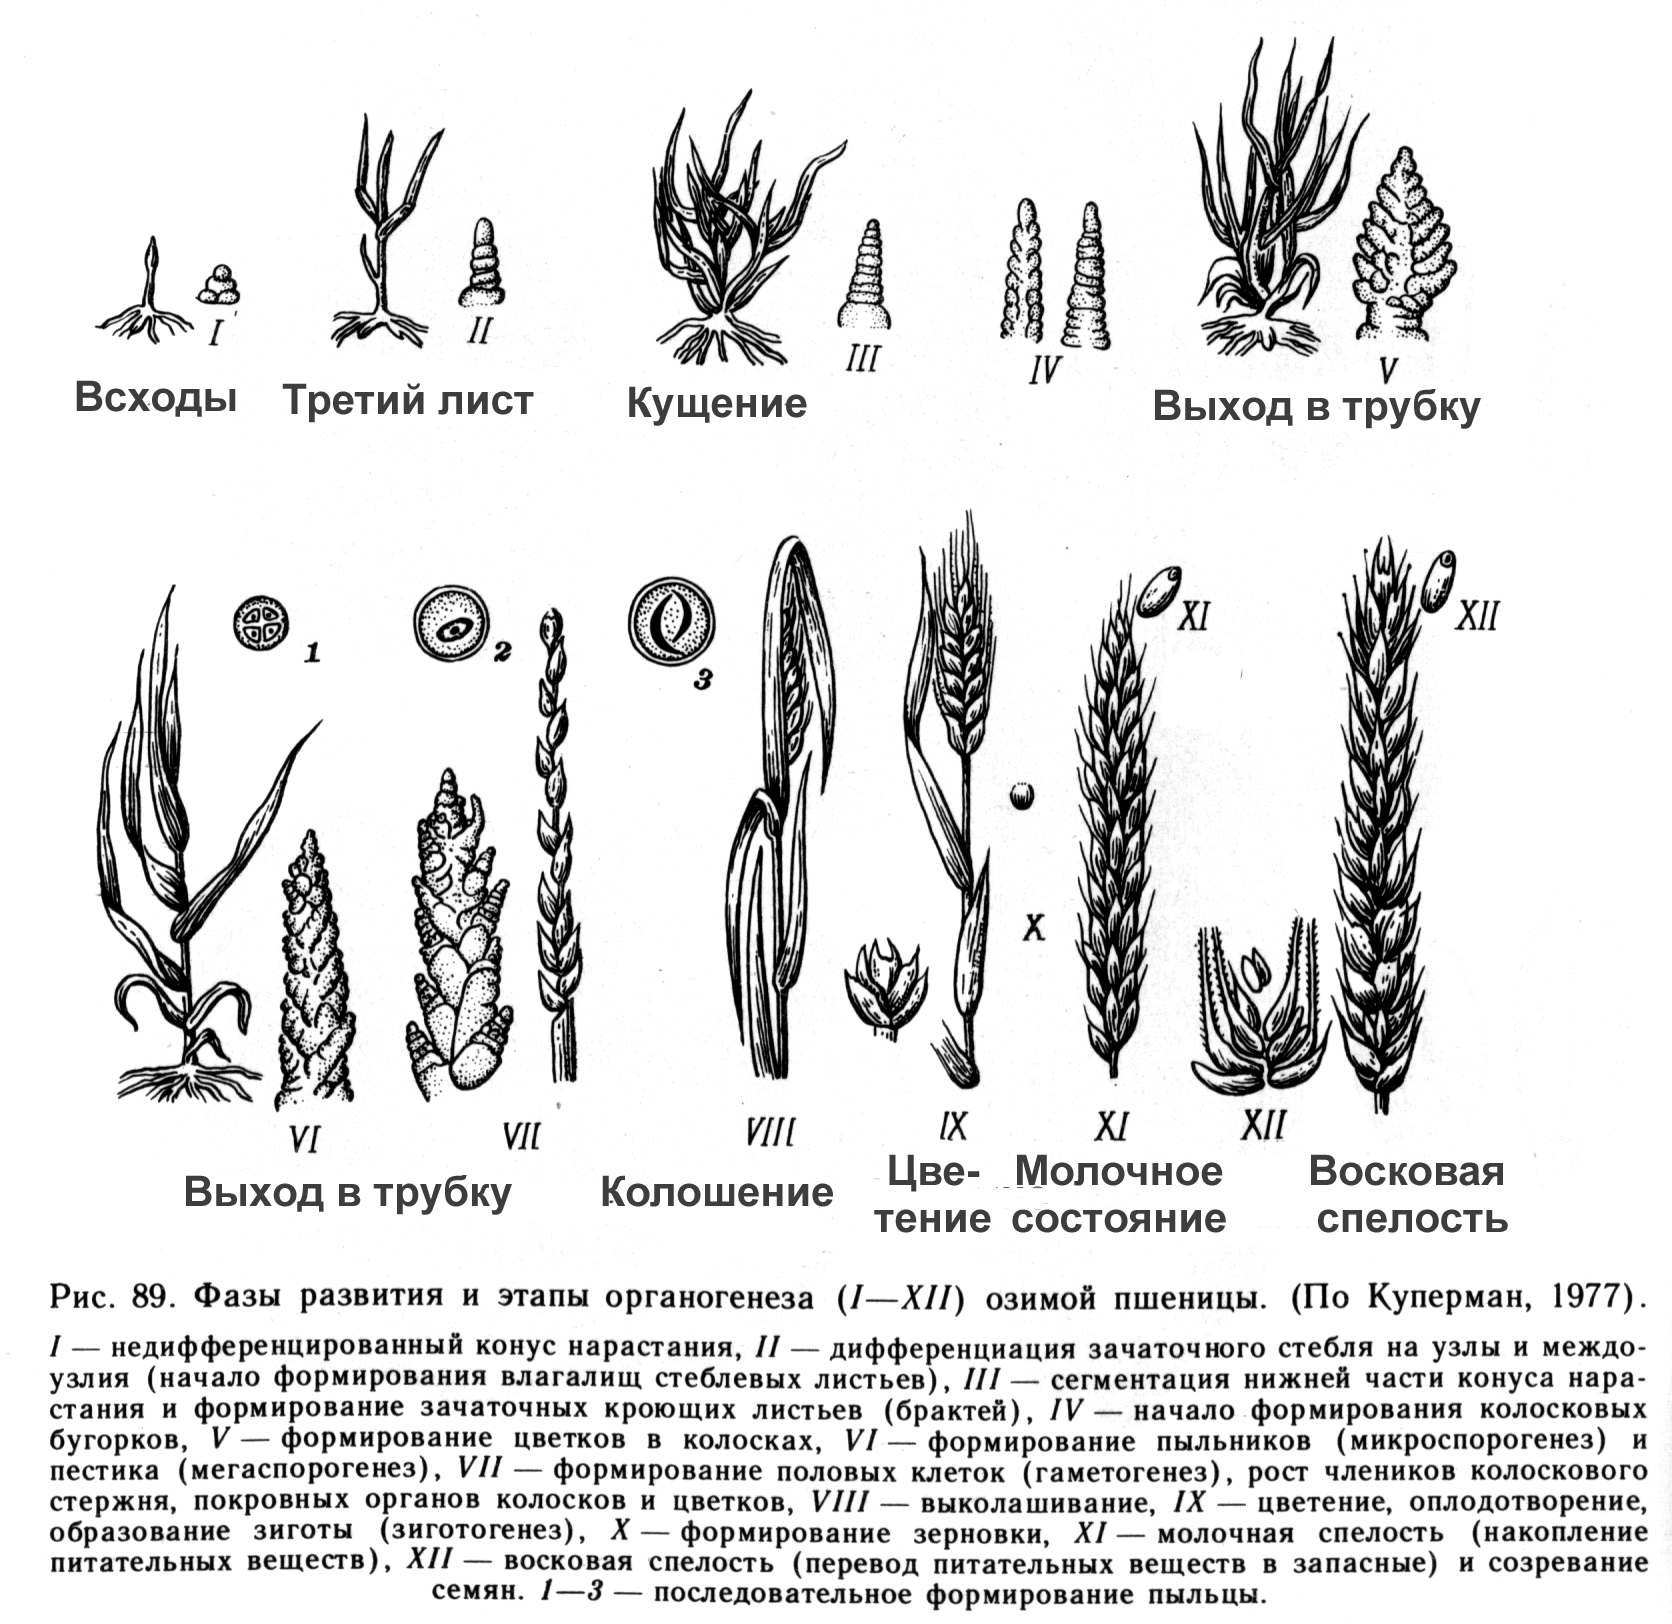 I
II
III
IV
V
Всходы
Третий лист
Кущение
Выход в трубку
1
2
3
XI
XII
X
VI
VII
VIII
IX
XI
XII
Выход в трубку
Колошение
Цве-
тение
Молочное
состояние
Восковая
спелость
Рис. 89. Фазы развития и этапы органогенеза (I—XII) озимой пшеницы. (По Куперман, 1977).
I — недифференцированный конус нарастания, II — дифференциация зачаточного стебля на узлы и междо-
узлия (начало формирования влагалищ стеблевых листьев), III — сегментация нижней части конуса нара-
стания и формирование зачаточных кроющих листьев (брактей), IV — начало формирования колосковых
бугорков, V — формирование цветков в колосках, VI — формирование пыльников (микроспорогенез) и
пестика (мегаспорогенез), VII — формирование половых клеток (гаметогенез), рост члеников колоскового
стержня, покровных органов колосков и цветков, VIII — выколашивание, IX — цветение, оплодотворение,
образование зиготы (зиготогенез), X — формирование зерновки, XI — молочная спелость (накопление
питательных веществ), XII — восковая спелость (перевод питательных веществ в запасные) и созревание
семян. 1—3 — последовательное формирование пыльцы.